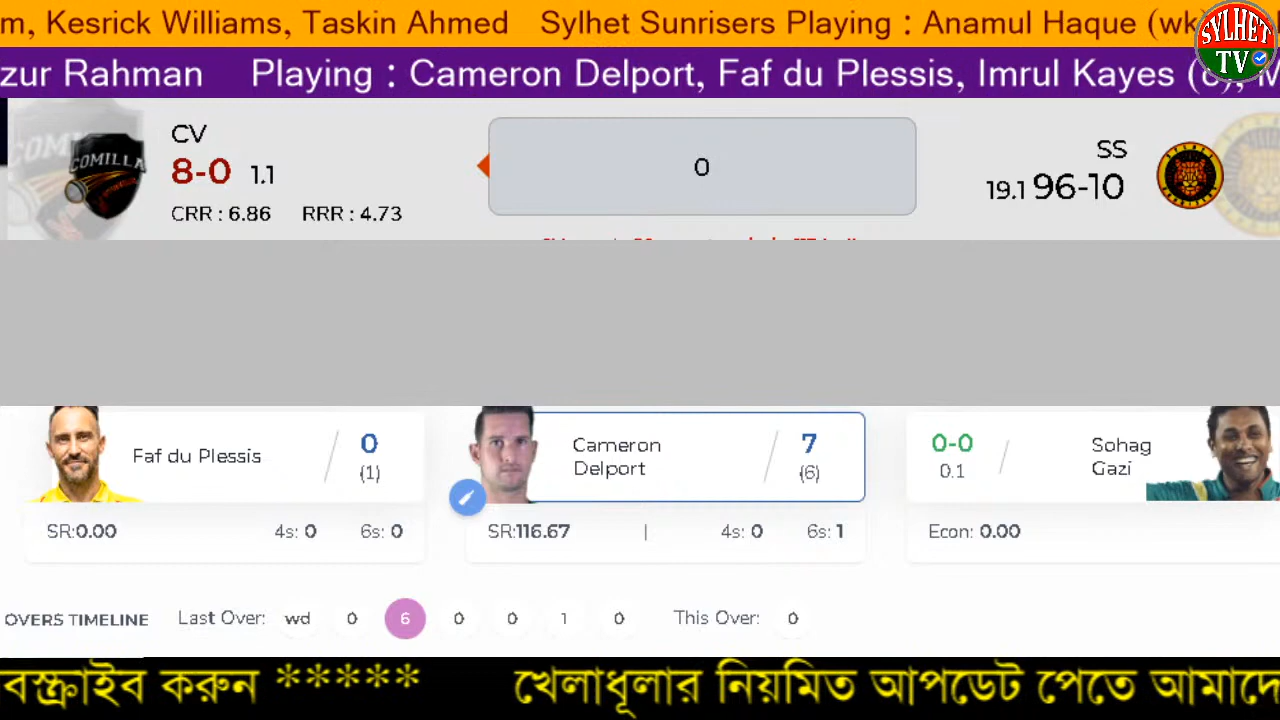 m, Kesrick Williams, Taskin Ahmed Sylhet Sunrisers Playing : Anamul Haque (wk)
SYLHET
TV
zur Rahman Playing : Cameron Delport, Faf du Plessis, Imrul Kayes (c), M
COMILLA
CV
8-0 1.1
CRR : 6.86 RRR : 4.73
0
SS
19.1 96-10
Faf du Plessis
0
(1)
SR:0.00 4s: 0 6s: 0
Cameron
Delport
7
(6)
SR:116.67 | 4s: 0 6s: 1
0-0
0.1
Sohag
Gazi
Econ: 0.00
OVERS TIMELINE Last Over: wd 0 6 0 0 1 0 This Over: 0
বস্ক্রাইব করুন ***** খেলাধূলার নিয়মিত আপডেট পেতে আমাদে